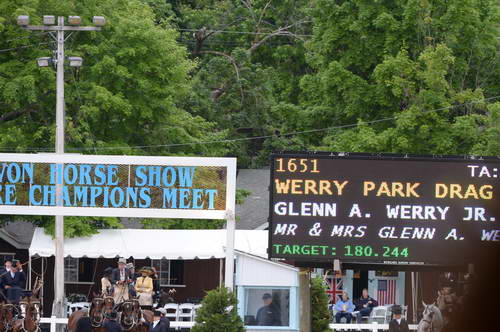 VON HORSE SHOW
RE CHAMPIONS MEET
1651 TA:
WERRY PARK DRAG
GLENN A. WERRY JR.
MR & MRS GLENN A. WE
TARGET: 180.244